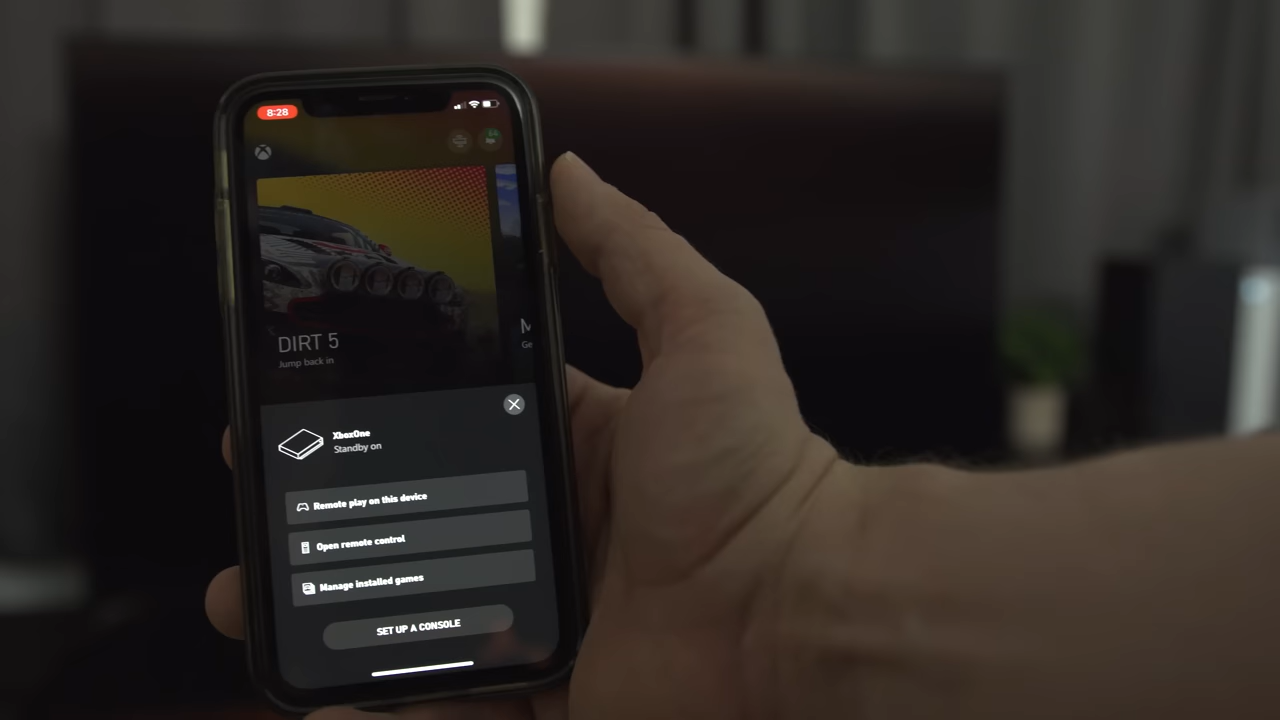 8:28
DIRT 5
Jump back in
M
Ge
XboxOne
Standby on
Remote play on this device
Open remote control
Manage installed games
SET UP A CONSOLE